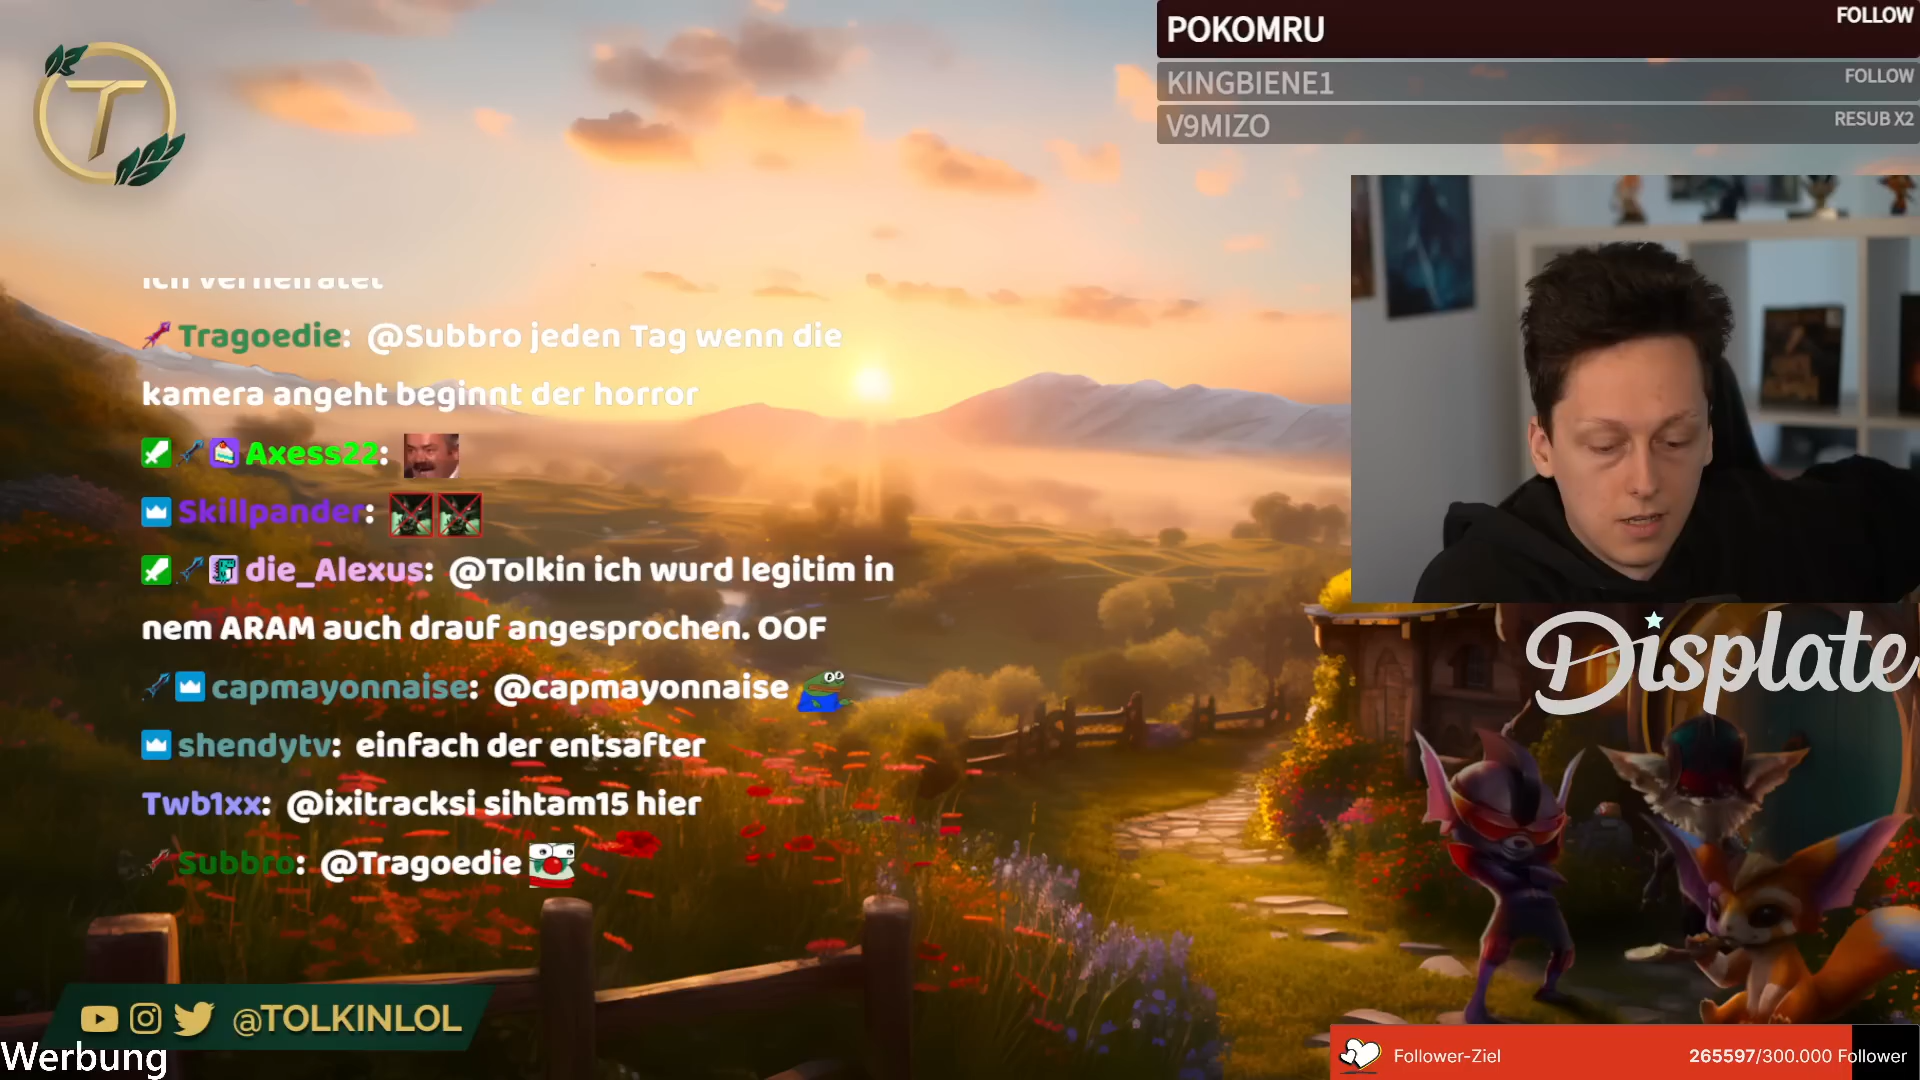 POKOMRU FOLLOW
KINGBIENE1 FOLLOW
V9MIZO RESUB X2
T
ich verheiratet
Tragoedie: @Subbro jeden Tag wenn die
kamera angeht beginnt der horror
Axess22:
Skillpander:
die_Alexus: @Tolkin ich wurd legitim in
nem ARAM auch drauf angesprochen. OOF
capmayonnaise: @capmayonnaise
shendytv: einfach der entsafter
Twb1xx: @ixitracksi sihtam15 hier
Subbro: @Tragoedie
Displate
@TOLKINLOL
Werbung
Follower-Ziel 265597/300.000 Follower